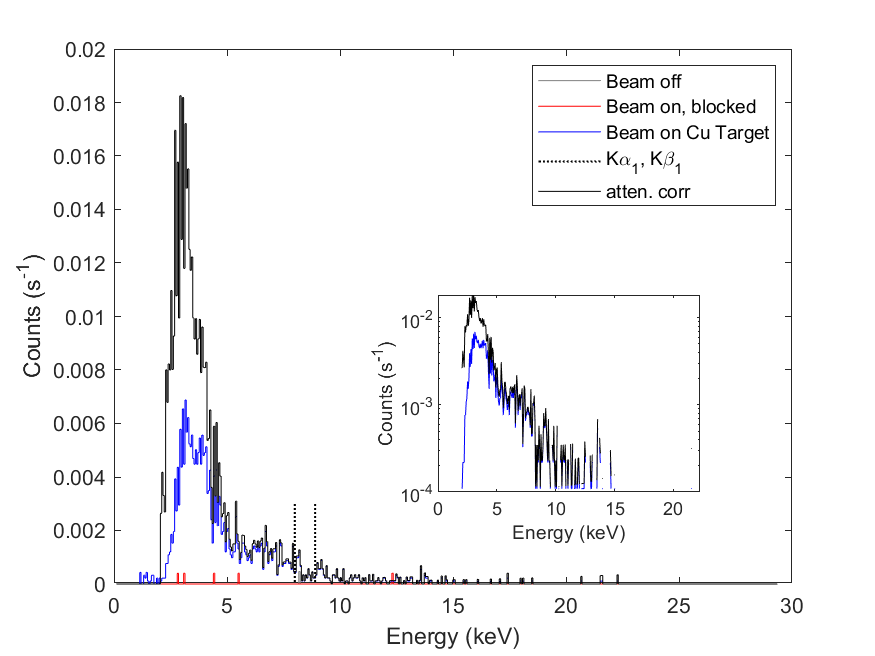 0.02
0.018
0.016
0.014
0.012
0.01
0.008
0.006
0.004
0.002
0
Counts (s⁻¹)
0 5 10 15 20 25 30
Energy (keV)
Beam off
Beam on, blocked
Beam on Cu Target
Kα₁, Kβ₁
atten. corr
10⁻²
10⁻³
10⁻⁴
Counts (s⁻¹)
0 5 10 15 20
Energy (keV)